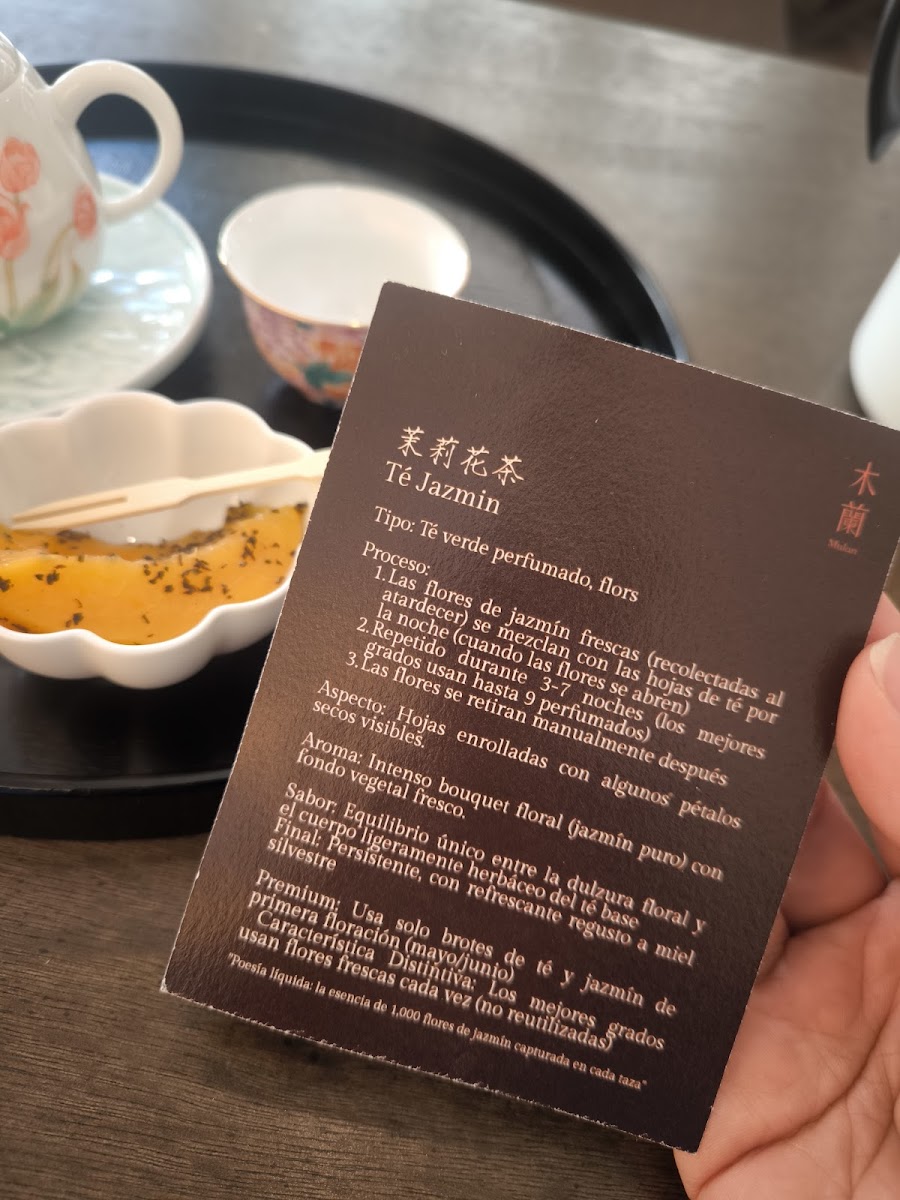 茉莉花茶
Té Jazmin
Tipo: Té verde perfumado, flors
Proceso:
1. Las flores de jazmín frescas (recolectadas al
atardecer) se mezclan con las hojas de té por
la noche (cuando las flores se abren)
2. Repetido durante 3-7 noches (los mejores
grados usan hasta 9 perfumados)
3. Las flores se retiran manualmente después
Aspecto: Hojas enrolladas con algunos pétalos
secos visibles.
Aroma: Intenso bouquet floral (jazmín puro) con
fondo vegetal fresco.
Sabor: Equilibrio único entre la dulzura floral y
el cuerpo ligeramente herbáceo del té base
Final: Persistente, con refrescante regusto a miel
silvestre
Premium: Usa solo brotes de té y jazmín de
primera floración (mayo/junio)
Característica Distintiva: Los mejores grados
usan flores frescas cada vez (no reutilizadas)
"Poesía líquida: la esencia de 1,000 flores de jazmín capturada en cada taza"
木蘭
Mulan